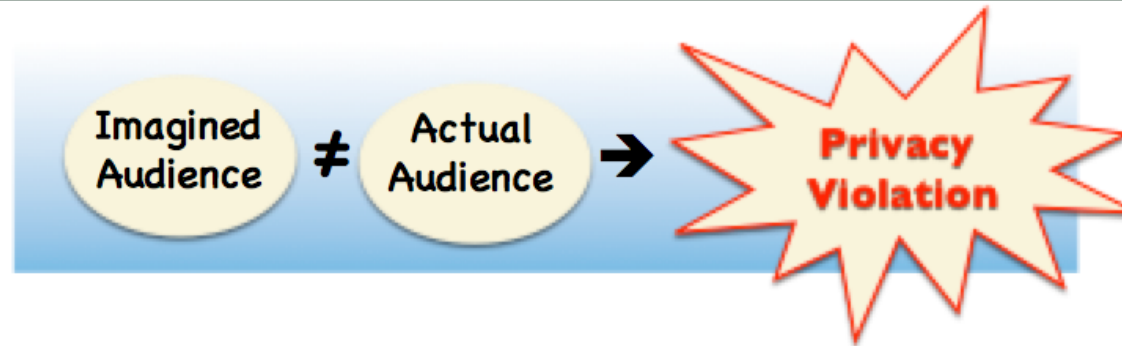 Imagined
Audience
≠
Actual
Audience
→
Privacy
Violation